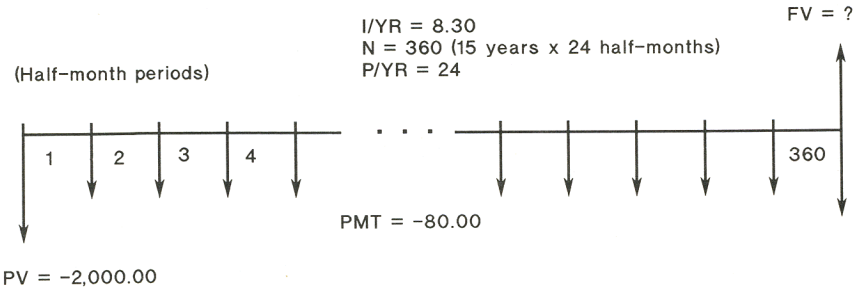 FV = ?
I/YR = 8.30
N = 360 (15 years x 24 half-months)
P/YR = 24
(Half-month periods)
1 2 3 4 . . . 360
PMT = -80.00
PV = -2,000.00